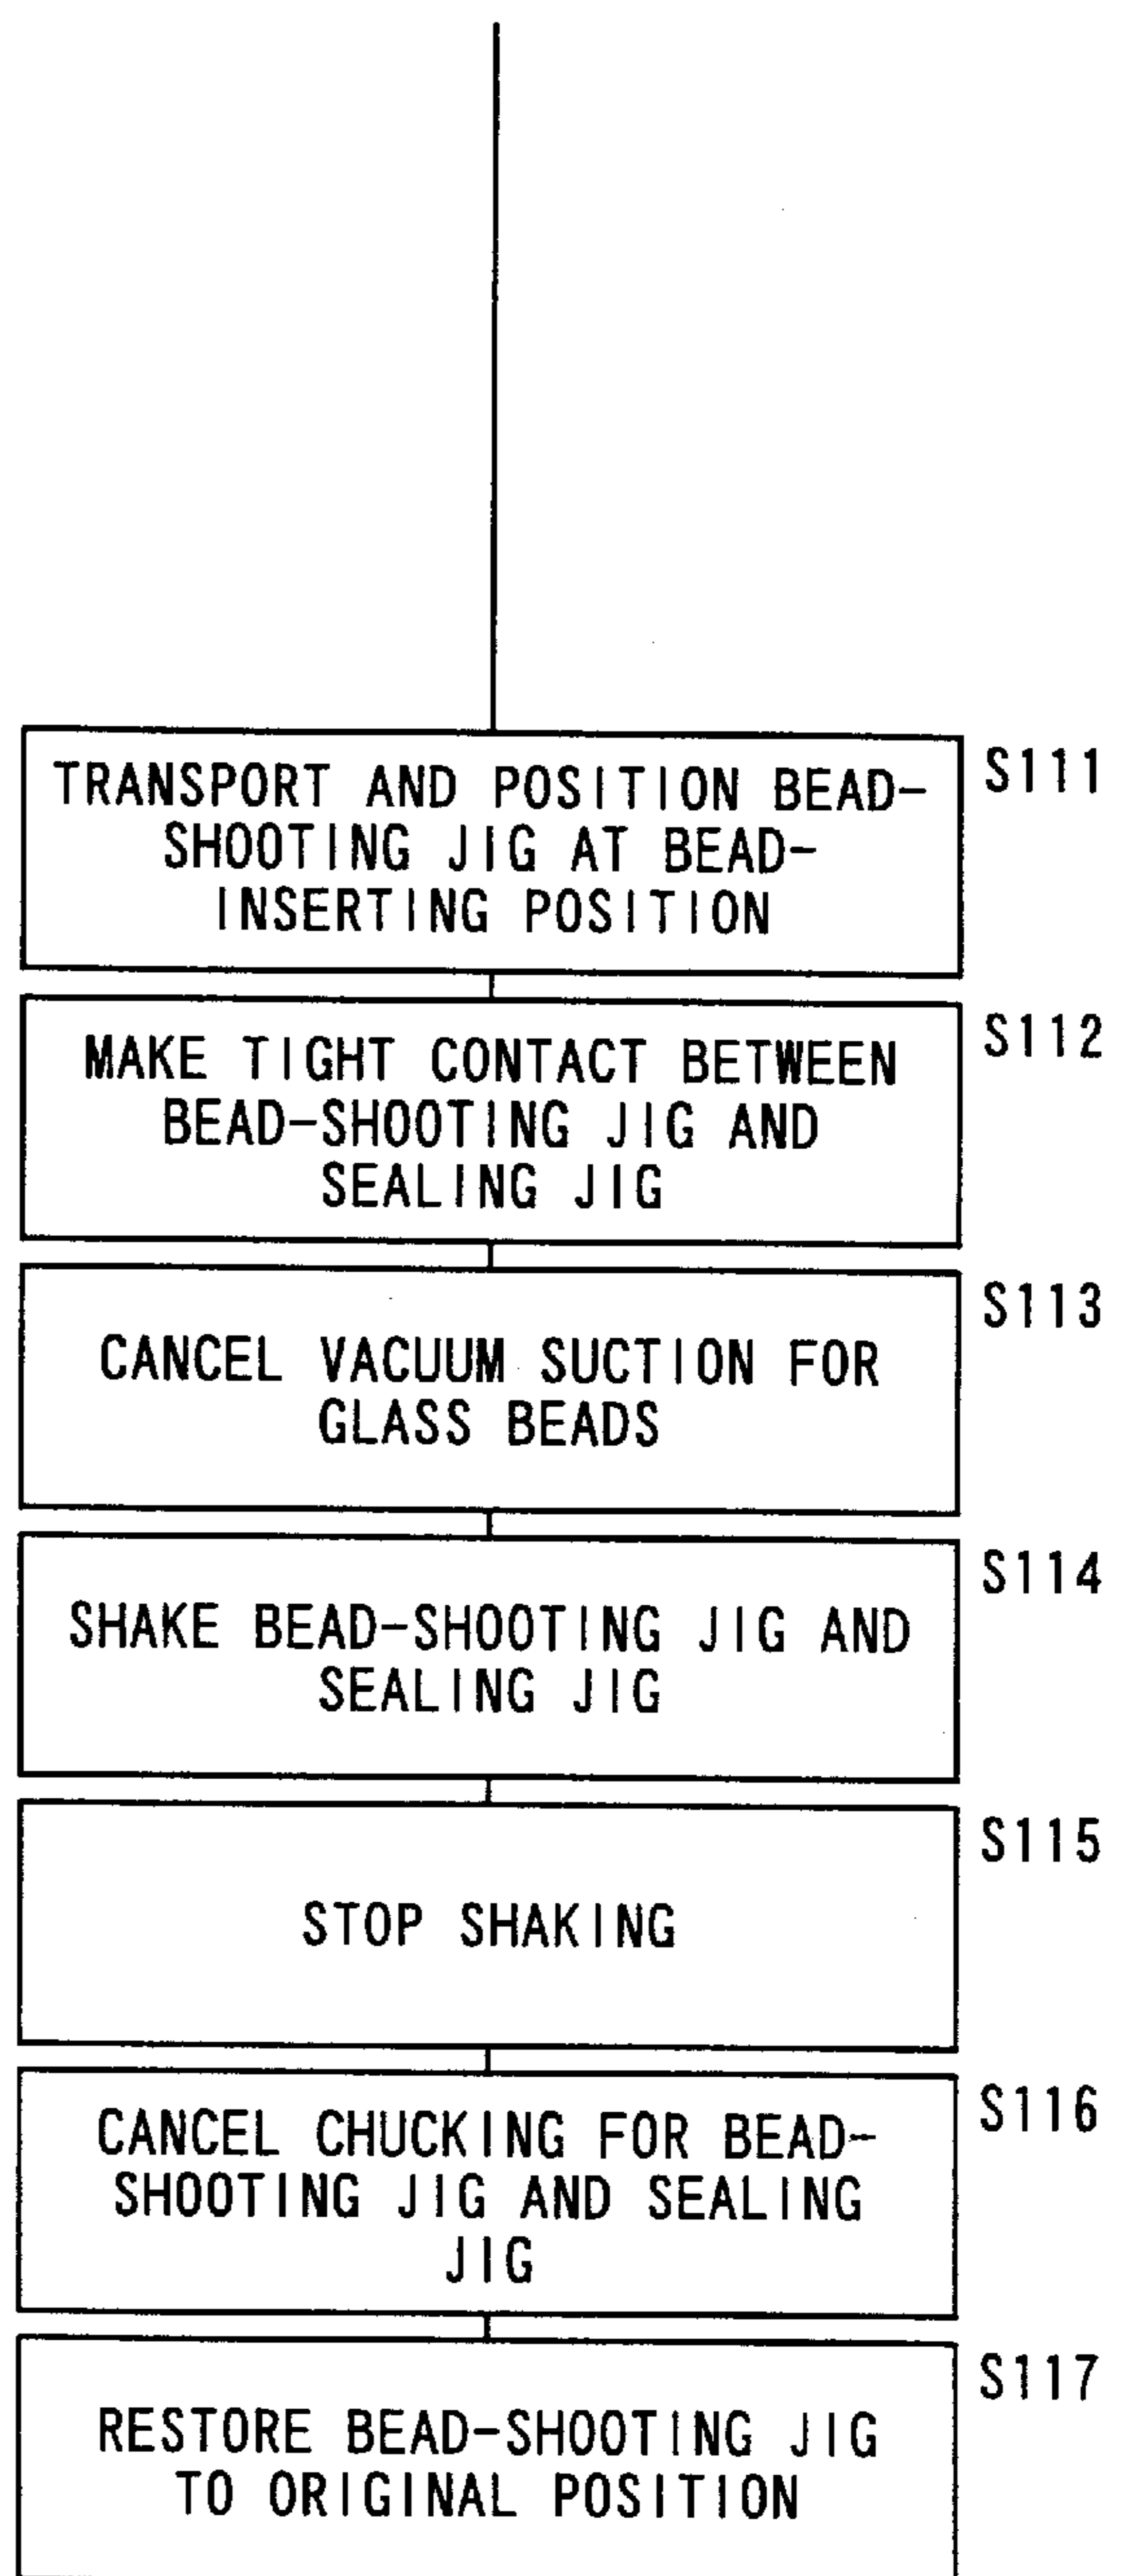 TRANSPORT AND POSITION BEAD-
SHOOTING JIG AT BEAD-
INSERTING POSITION
S111
MAKE TIGHT CONTACT BETWEEN
BEAD-SHOOTING JIG AND
SEALING JIG
S112
CANCEL VACUUM SUCTION FOR
GLASS BEADS
S113
SHAKE BEAD-SHOOTING JIG AND
SEALING JIG
S114
STOP SHAKING
S115
CANCEL CHUCKING FOR BEAD-
SHOOTING JIG AND SEALING
JIG
S116
RESTORE BEAD-SHOOTING JIG
TO ORIGINAL POSITION
S117